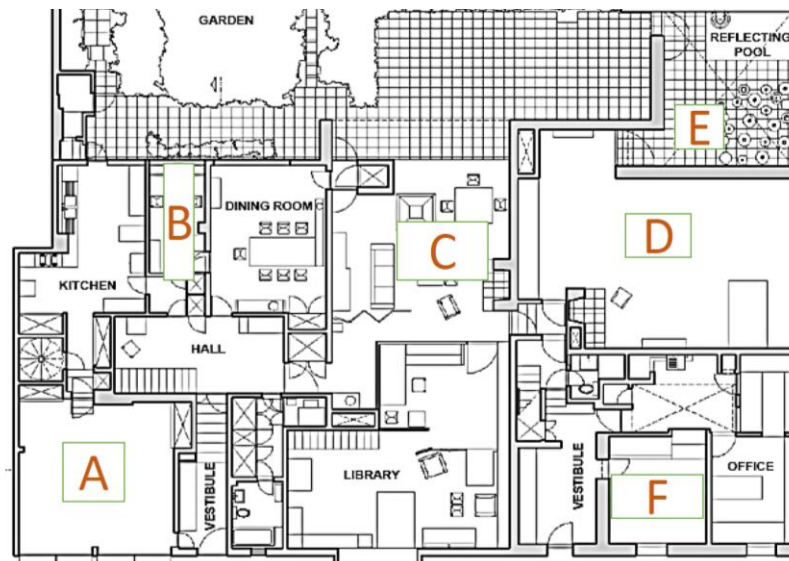 GARDEN
REFLECTING
POOL
E
B
DINING ROOM
C
D
KITCHEN
HALL
A
VESTIBULE
LIBRARY
VESTIBULE
F
OFFICE